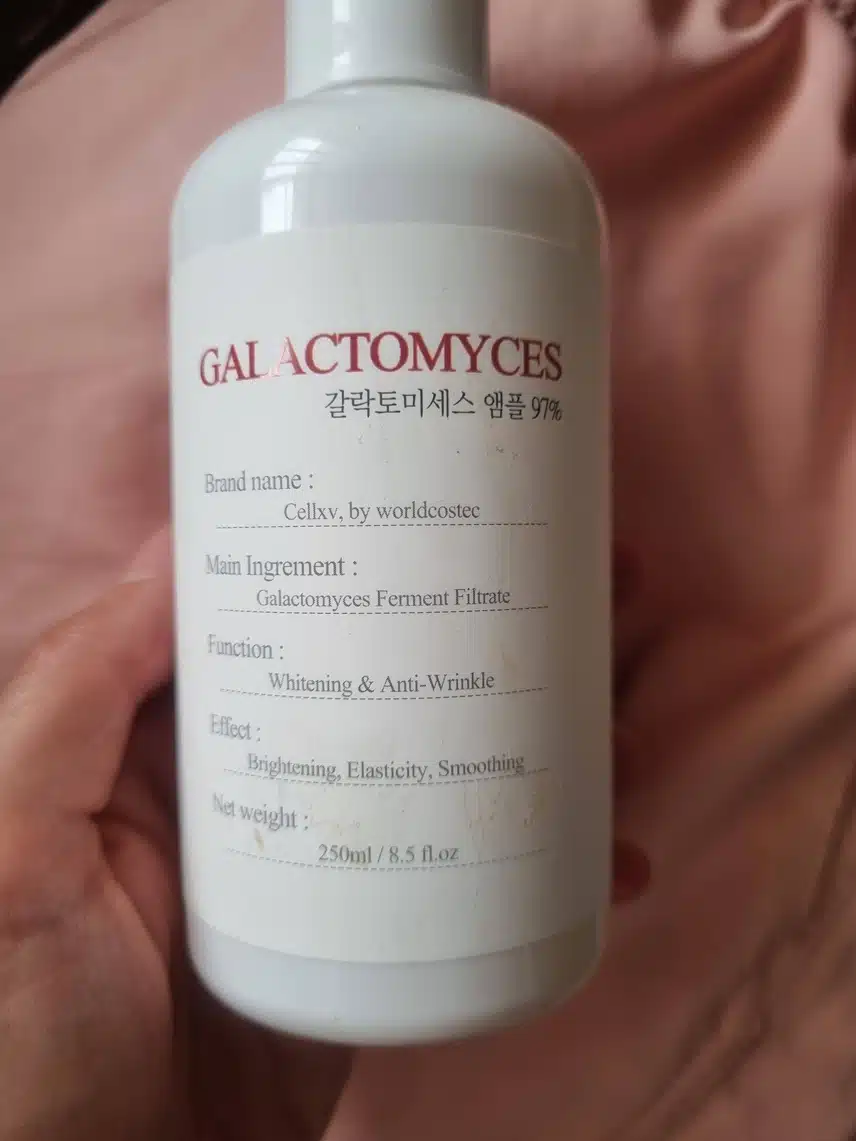 GALACTOMYCES
갈락토미세스 앰플 97%
Brand name :
Cellxv, by worldcostec
Main Ingrement :
Galactomyces Ferment Filtrate
Function :
Whitening & Anti-Wrinkle
Effect :
Brightening, Elasticity, Smoothing
Net weight :
250ml / 8.5 fl.oz